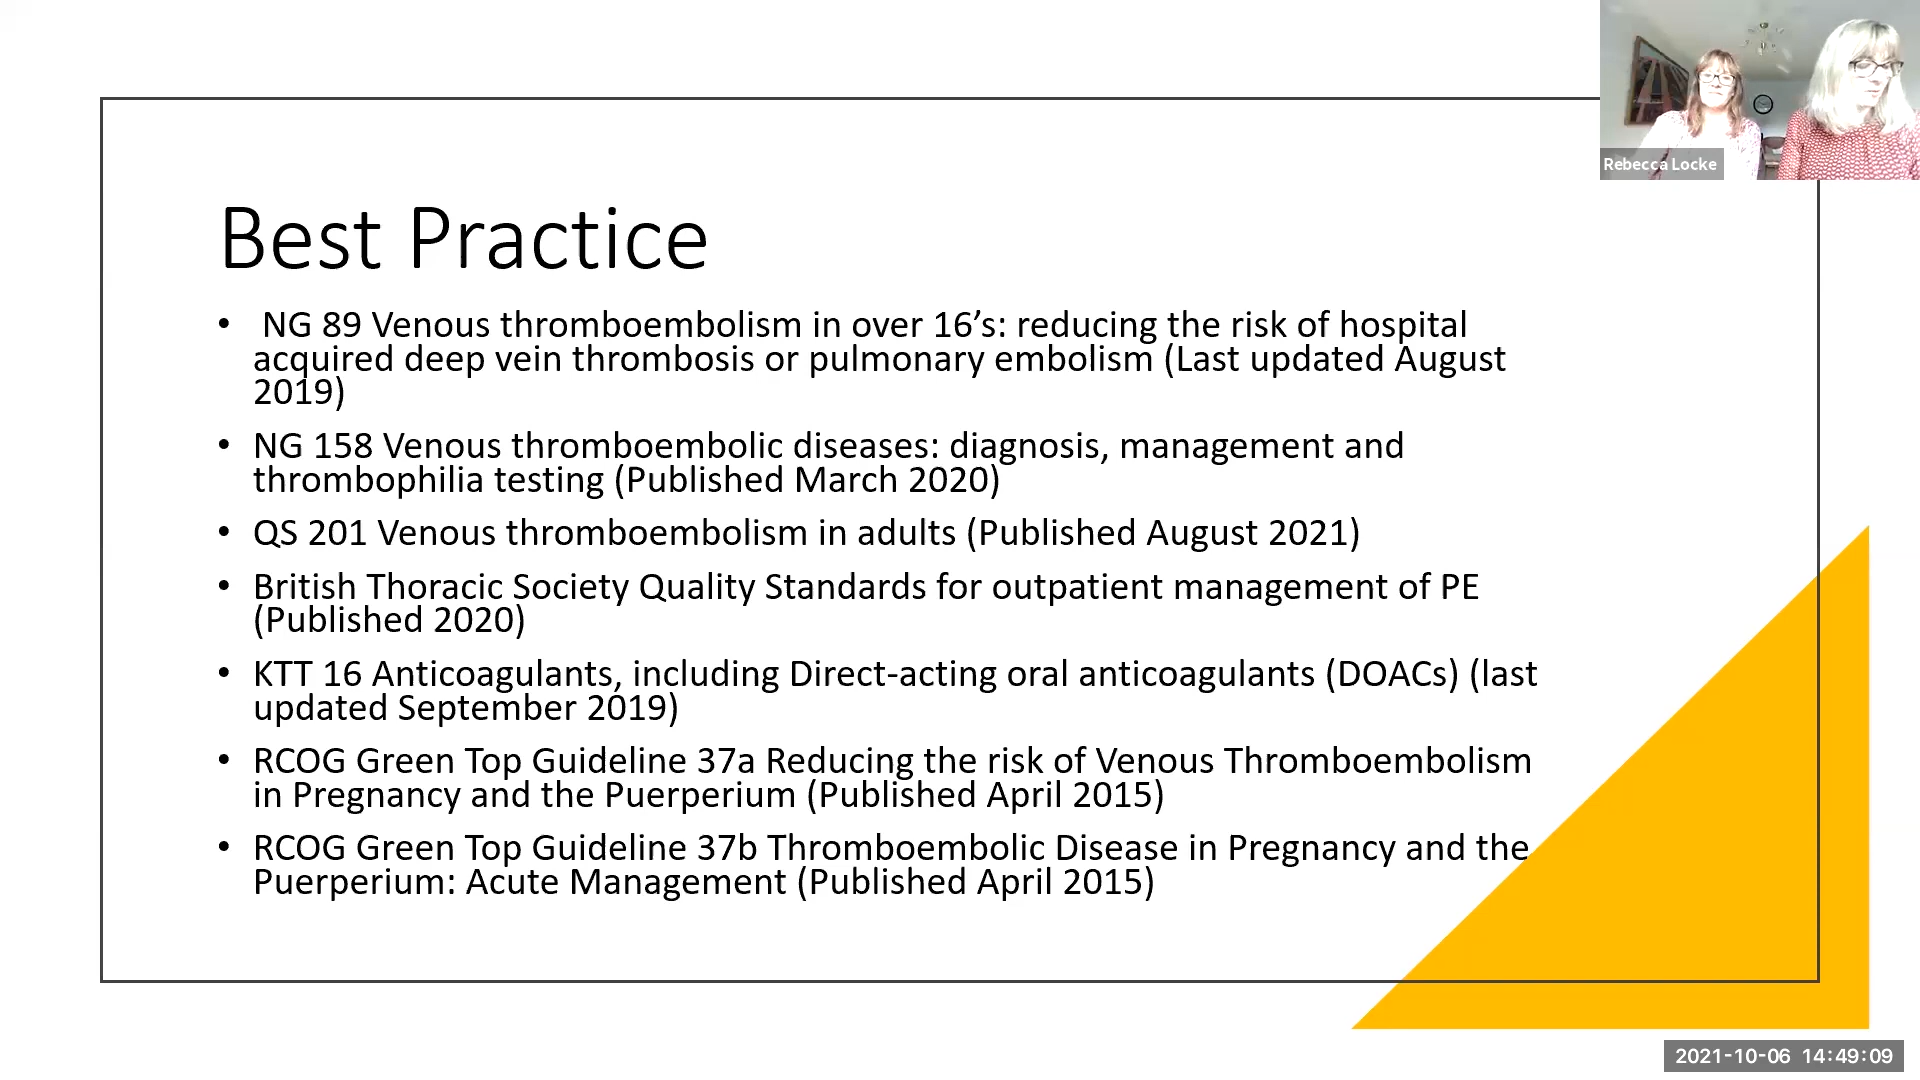 Rebecca Locke
Best Practice
• NG 89 Venous thromboembolism in over 16’s: reducing the risk of hospital
acquired deep vein thrombosis or pulmonary embolism (Last updated August
2019)
• NG 158 Venous thromboembolic diseases: diagnosis, management and
thrombophilia testing (Published March 2020)
• QS 201 Venous thromboembolism in adults (Published August 2021)
• British Thoracic Society Quality Standards for outpatient management of PE
(Published 2020)
• KTT 16 Anticoagulants, including Direct-acting oral anticoagulants (DOACs) (last
updated September 2019)
• RCOG Green Top Guideline 37a Reducing the risk of Venous Thromboembolism
in Pregnancy and the Puerperium (Published April 2015)
• RCOG Green Top Guideline 37b Thromboembolic Disease in Pregnancy and the
Puerperium: Acute Management (Published April 2015)
2021-10-06 14:49:09